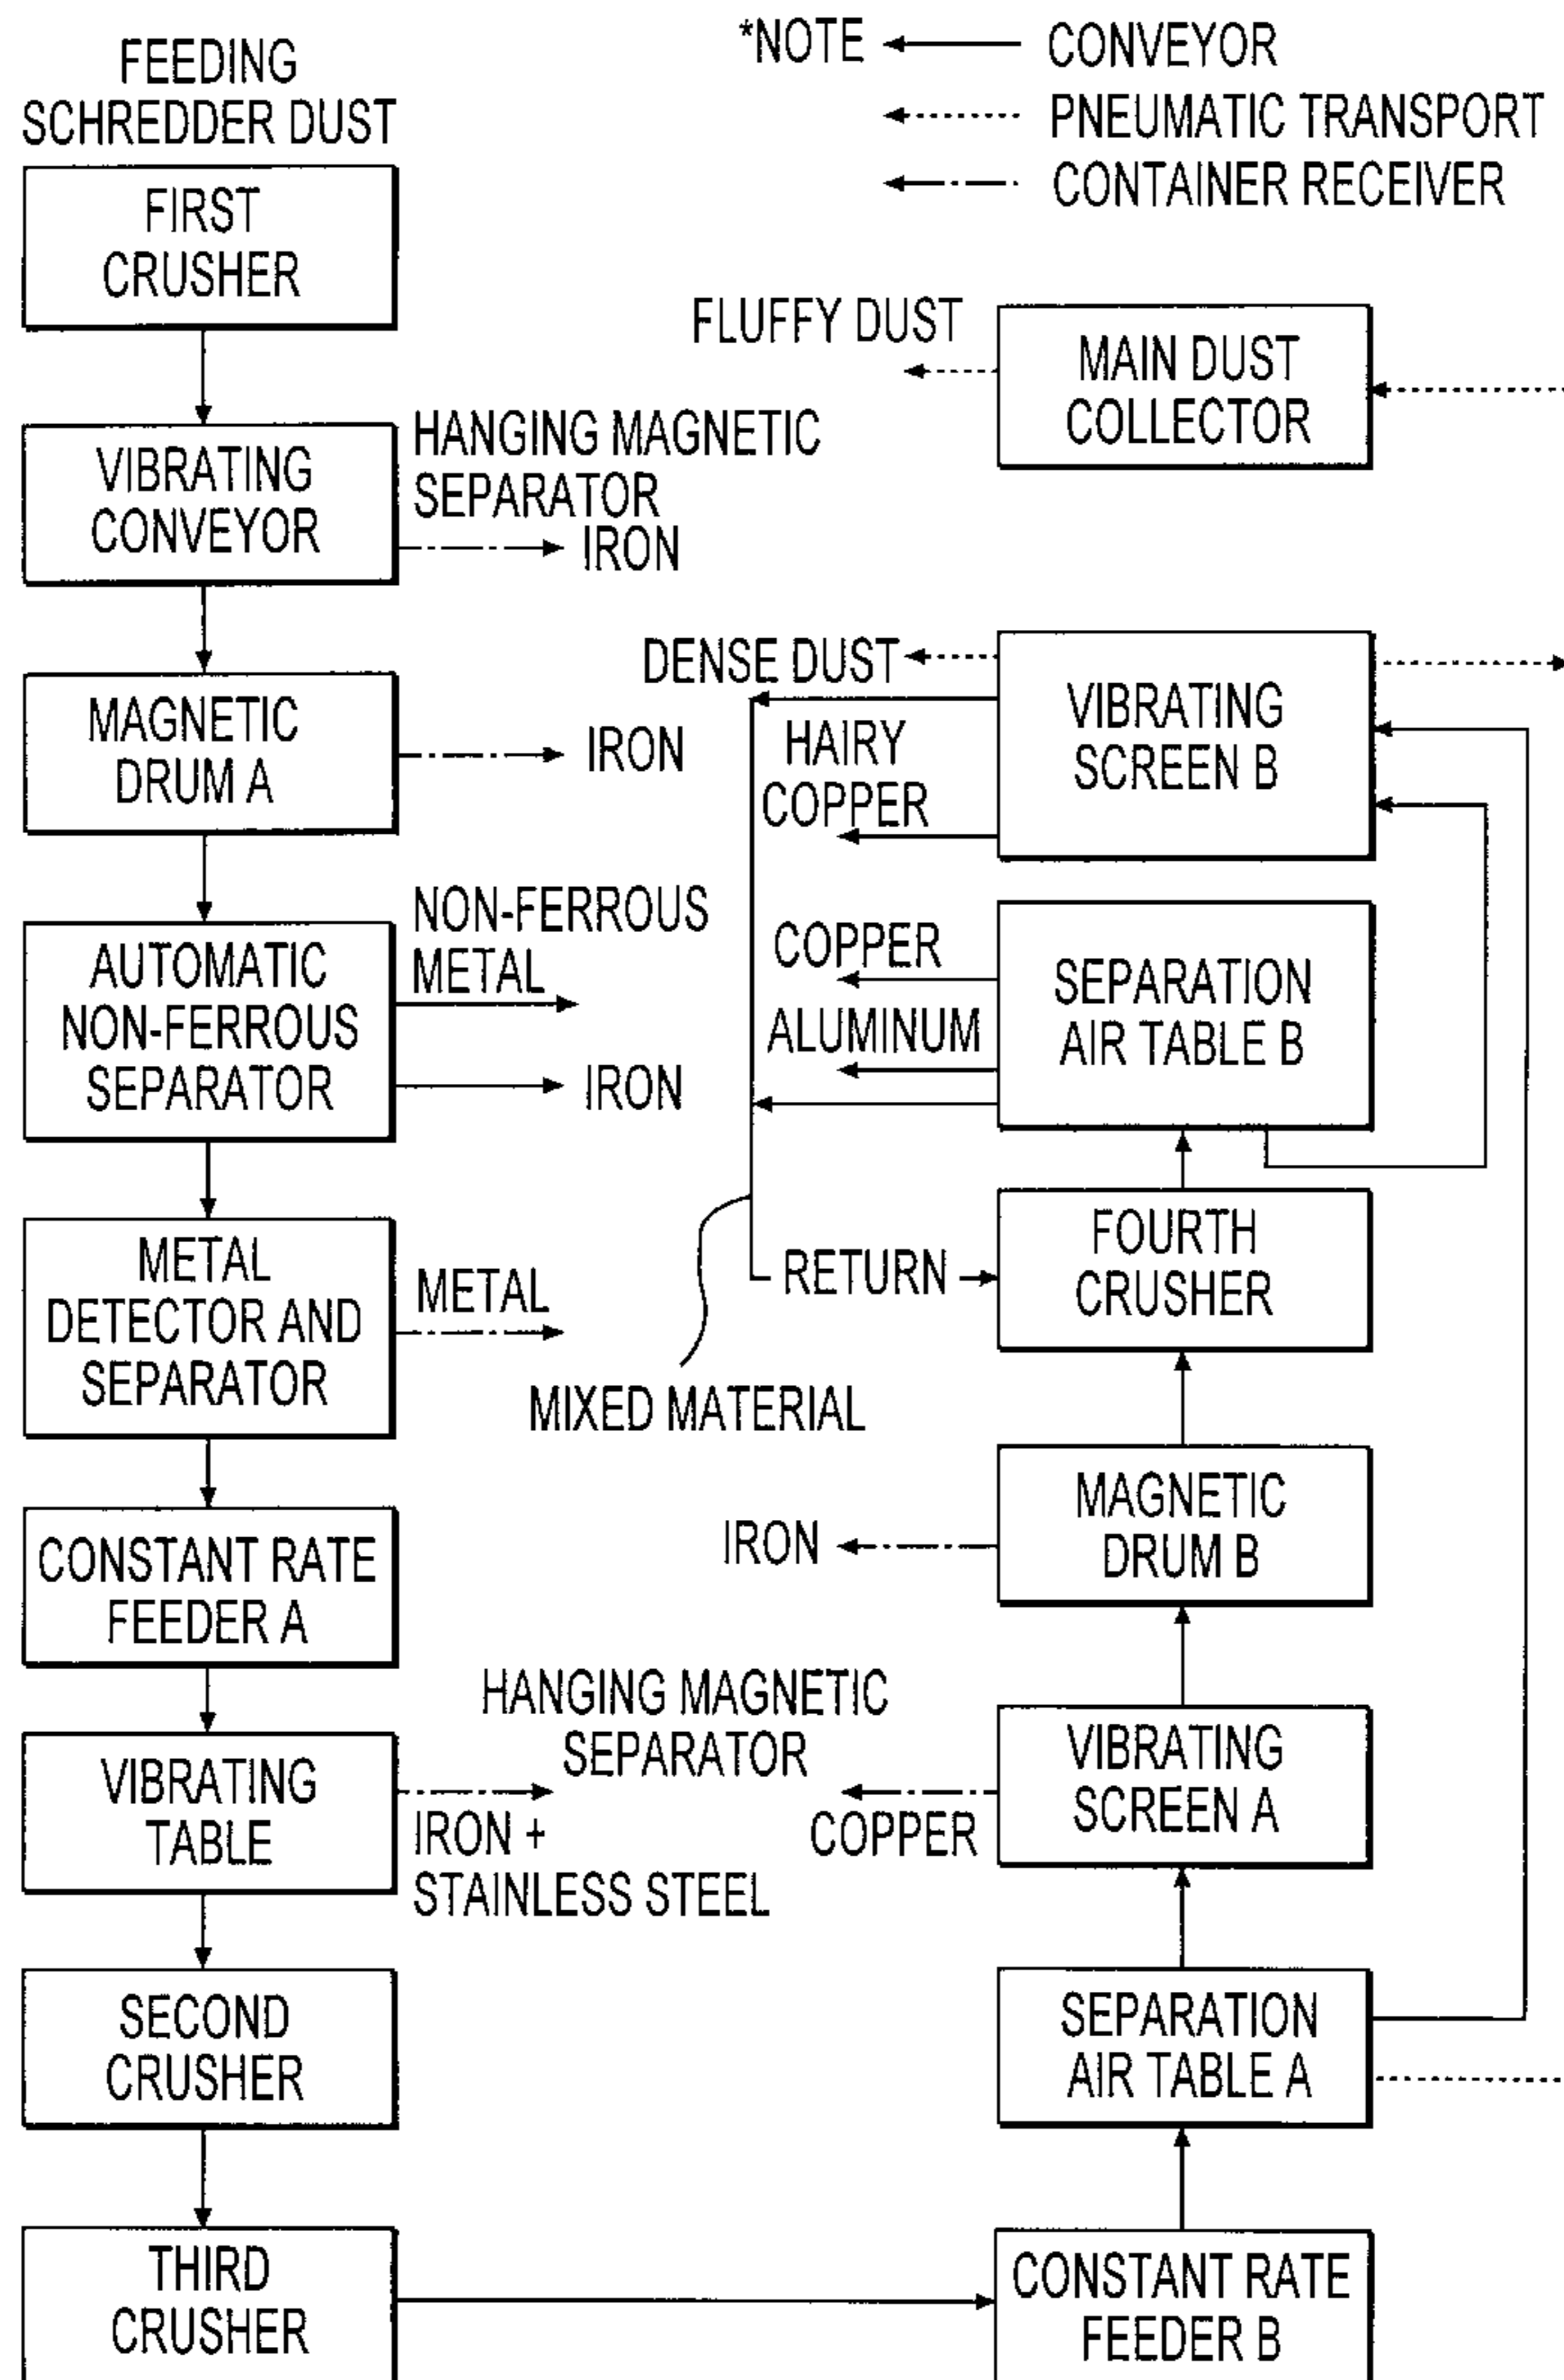 FEEDING
SCHREDDER DUST
FIRST
CRUSHER
VIBRATING
CONVEYOR
HANGING MAGNETIC
SEPARATOR
IRON
MAGNETIC
DRUM A
IRON
AUTOMATIC
NON-FERROUS
SEPARATOR
NON-FERROUS
METAL
IRON
METAL
DETECTOR AND
SEPARATOR
METAL
CONSTANT RATE
FEEDER A
VIBRATING
TABLE
HANGING MAGNETIC
SEPARATOR
IRON +
STAINLESS STEEL
SECOND
CRUSHER
THIRD
CRUSHER
*NOTE
CONVEYOR
PNEUMATIC TRANSPORT
CONTAINER RECEIVER
FLUFFY DUST
MAIN DUST
COLLECTOR
DENSE DUST
HAIRY
COPPER
VIBRATING
SCREEN B
COPPER
ALUMINUM
SEPARATION
AIR TABLE B
RETURN
FOURTH
CRUSHER
MIXED MATERIAL
IRON
MAGNETIC
DRUM B
COPPER
VIBRATING
SCREEN A
SEPARATION
AIR TABLE A
CONSTANT RATE
FEEDER B